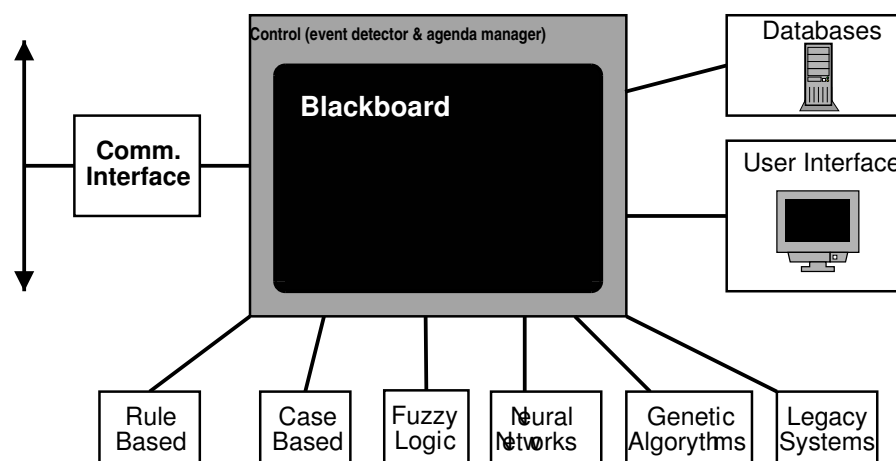 Control (event detector & agenda manager)
Databases
Blackboard
Comm.
Interface
User Interface
Rule
Based
Case
Based
Fuzzy
Logic
Neural
Networks
Genetic
Algorythms
Legacy
Systems